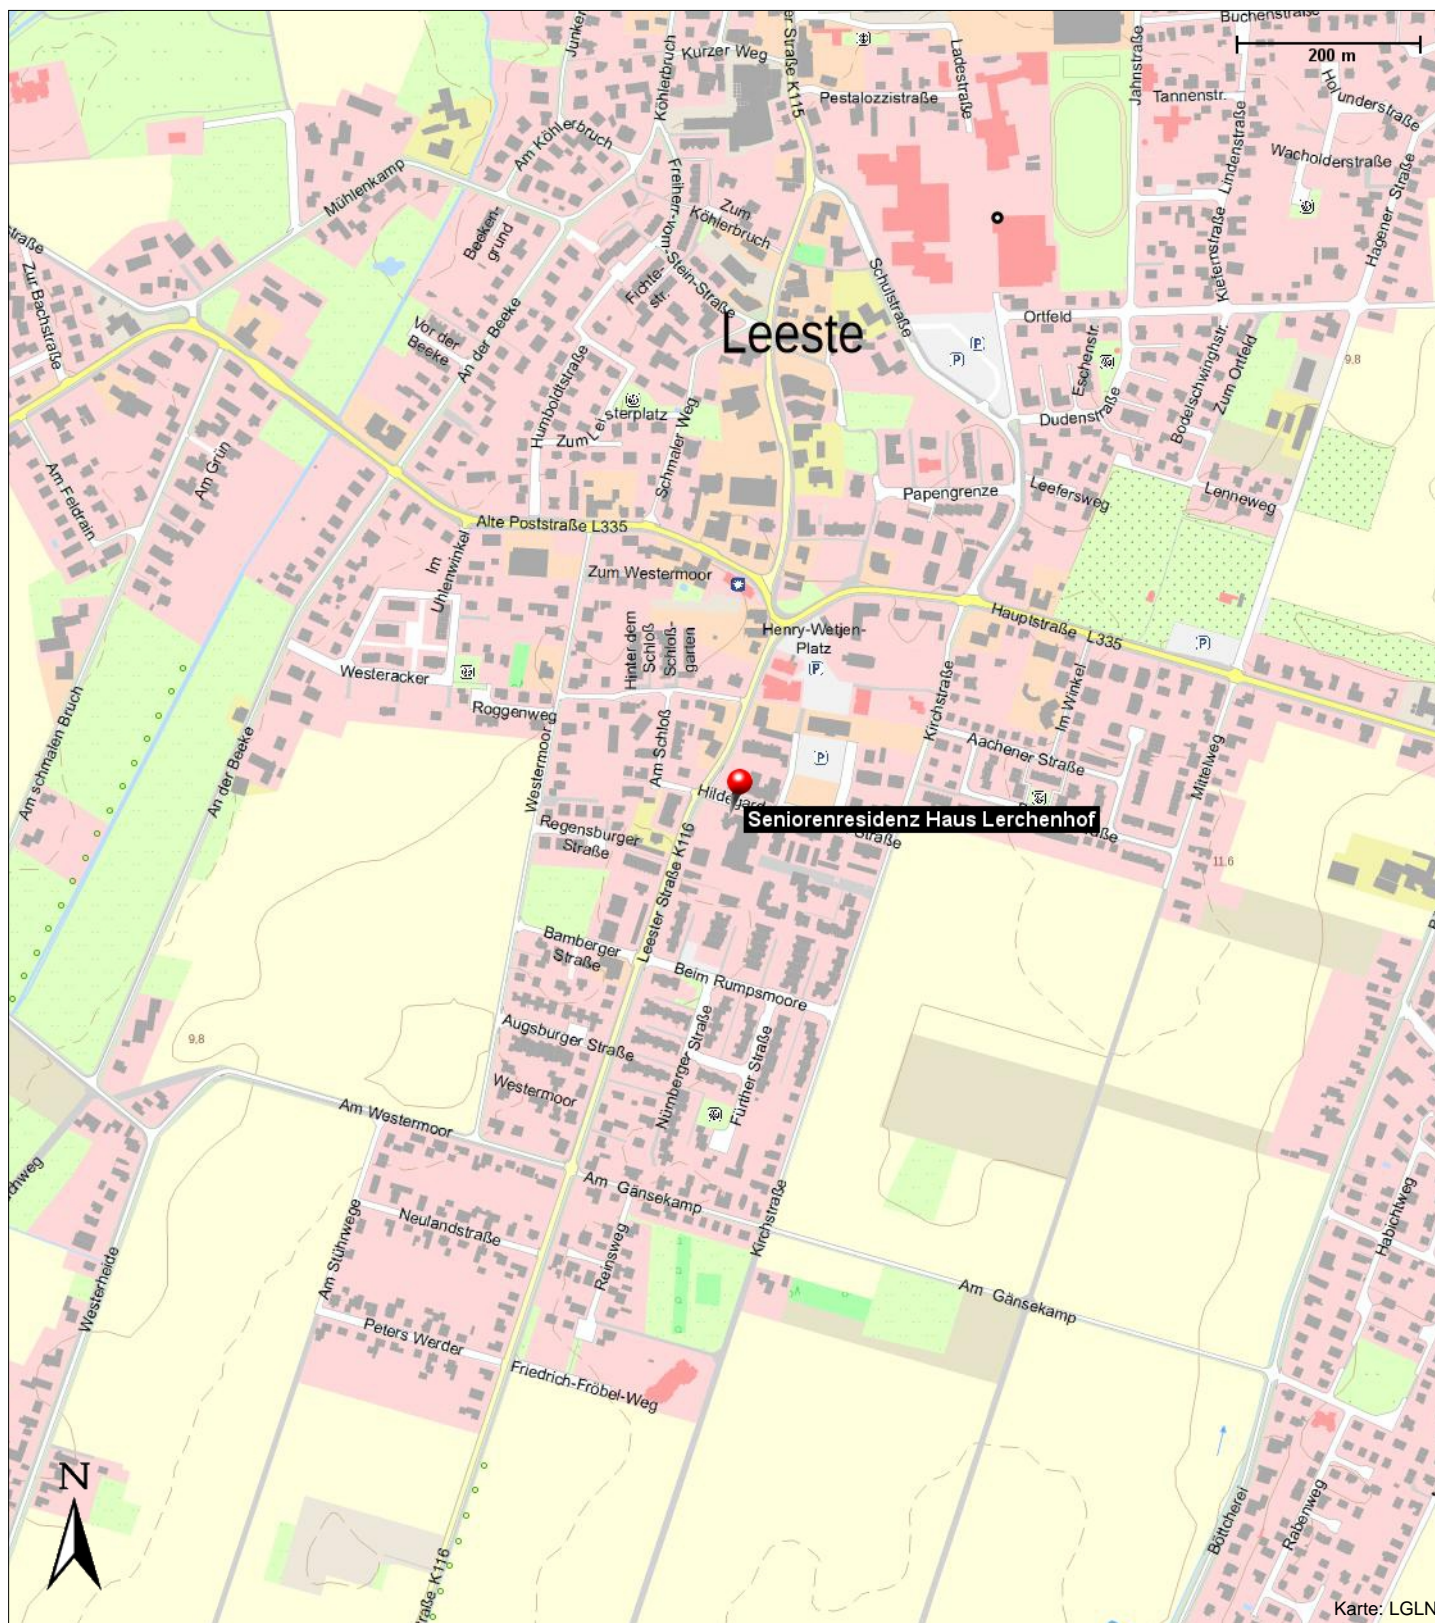 Buchenstraße
200 m
Junker
Köhlerbruch
Kurzer Weg
er Straße K115
Pestalozzistraße
Ladestraße
Jahnstraße
Tannenstr.
Lindenstraße
Holunderstraße
Wacholderstraße
Hagener Straße
Am Köhlerbruch
Mühlenkamp
Freiherr-vom-Stein-Straße
Zum
Köhlerbruch
Beeken-
grund
Fichte-
str.
Schulstraße
Kiefernstraße
straße
Zur Bachstraße
Vor der
Beeke
An der Beeke
Leeste
Ortfeld
P
P
Eschenstr.
Bodelschwinghstr.
Zum Ortfeld
9,8
Humboldtstraße
Zum Leisterplatz
Schmaler Weg
Dudenstraße
Am Grün
Am Feldrain
Papengrenze
Leefersweg
Lenneweg
Alte Poststraße L335
Im
Uhlenwinkel
Zum Westermoor
Hauptstraße L335
Henry-Wetjen-
Platz
P
P
Hinter dem
Schloß
Schloß-
garten
Westeracker
Roggenweg
Am Schloß
Kirchstraße
Im Winkel
Aachener Straße
Mittelweg
Am schmalen Bruch
An der Beeke
Westermoor
P
Hildegard
Seniorenresidenz Haus Lerchenhof
Straße
straße
Regensburger
Straße
Leester Straße K116
11,6
Bamberger
Straße
Beim Rumpsmoore
Augsburger Straße
Nürnberger Straße
Fürther Straße
9,8
Westermoor
Am Westermoor
Am Gänsekamp
Kirchstraße
Am Stührwege
Neulandstraße
Reinsweg
Habichtweg
Westerheide
Am Gänsekamp
Peters Werder
Friedrich-Fröbel-Weg
N
Böttcherei
Rabenweg
raße K116
Karte: LGLN